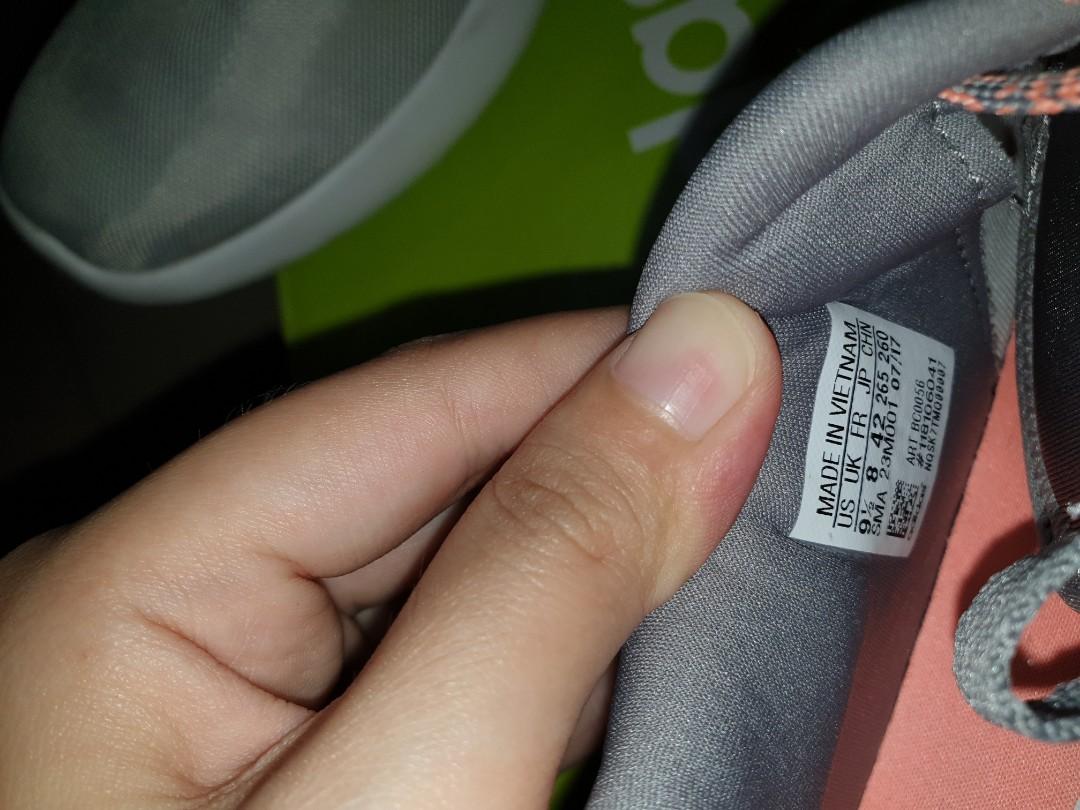 MADE IN VIETNAM
US UK FR JP CHN
9½ 8 42 265 260
SMA 23M001 07/17
ART BC0056
#118106041